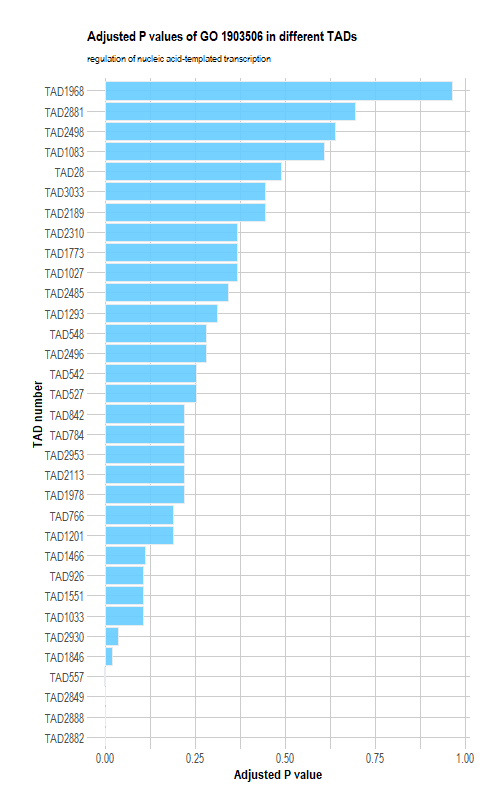 Adjusted P values of GO 1903506 in different TADs
regulation of nucleic acid-templated transcription
TAD1968
TAD2881
TAD2498
TAD1083
TAD28
TAD3033
TAD2189
TAD2310
TAD1773
TAD1027
TAD2485
TAD1293
TAD548
TAD2496
TAD542
TAD527
TAD842
TAD784
TAD2953
TAD2113
TAD1978
TAD766
TAD1201
TAD1466
TAD926
TAD1551
TAD1033
TAD2930
TAD1846
TAD557
TAD2849
TAD2888
TAD2882
TAD number
0.00 0.25 0.50 0.75 1.00
Adjusted P value